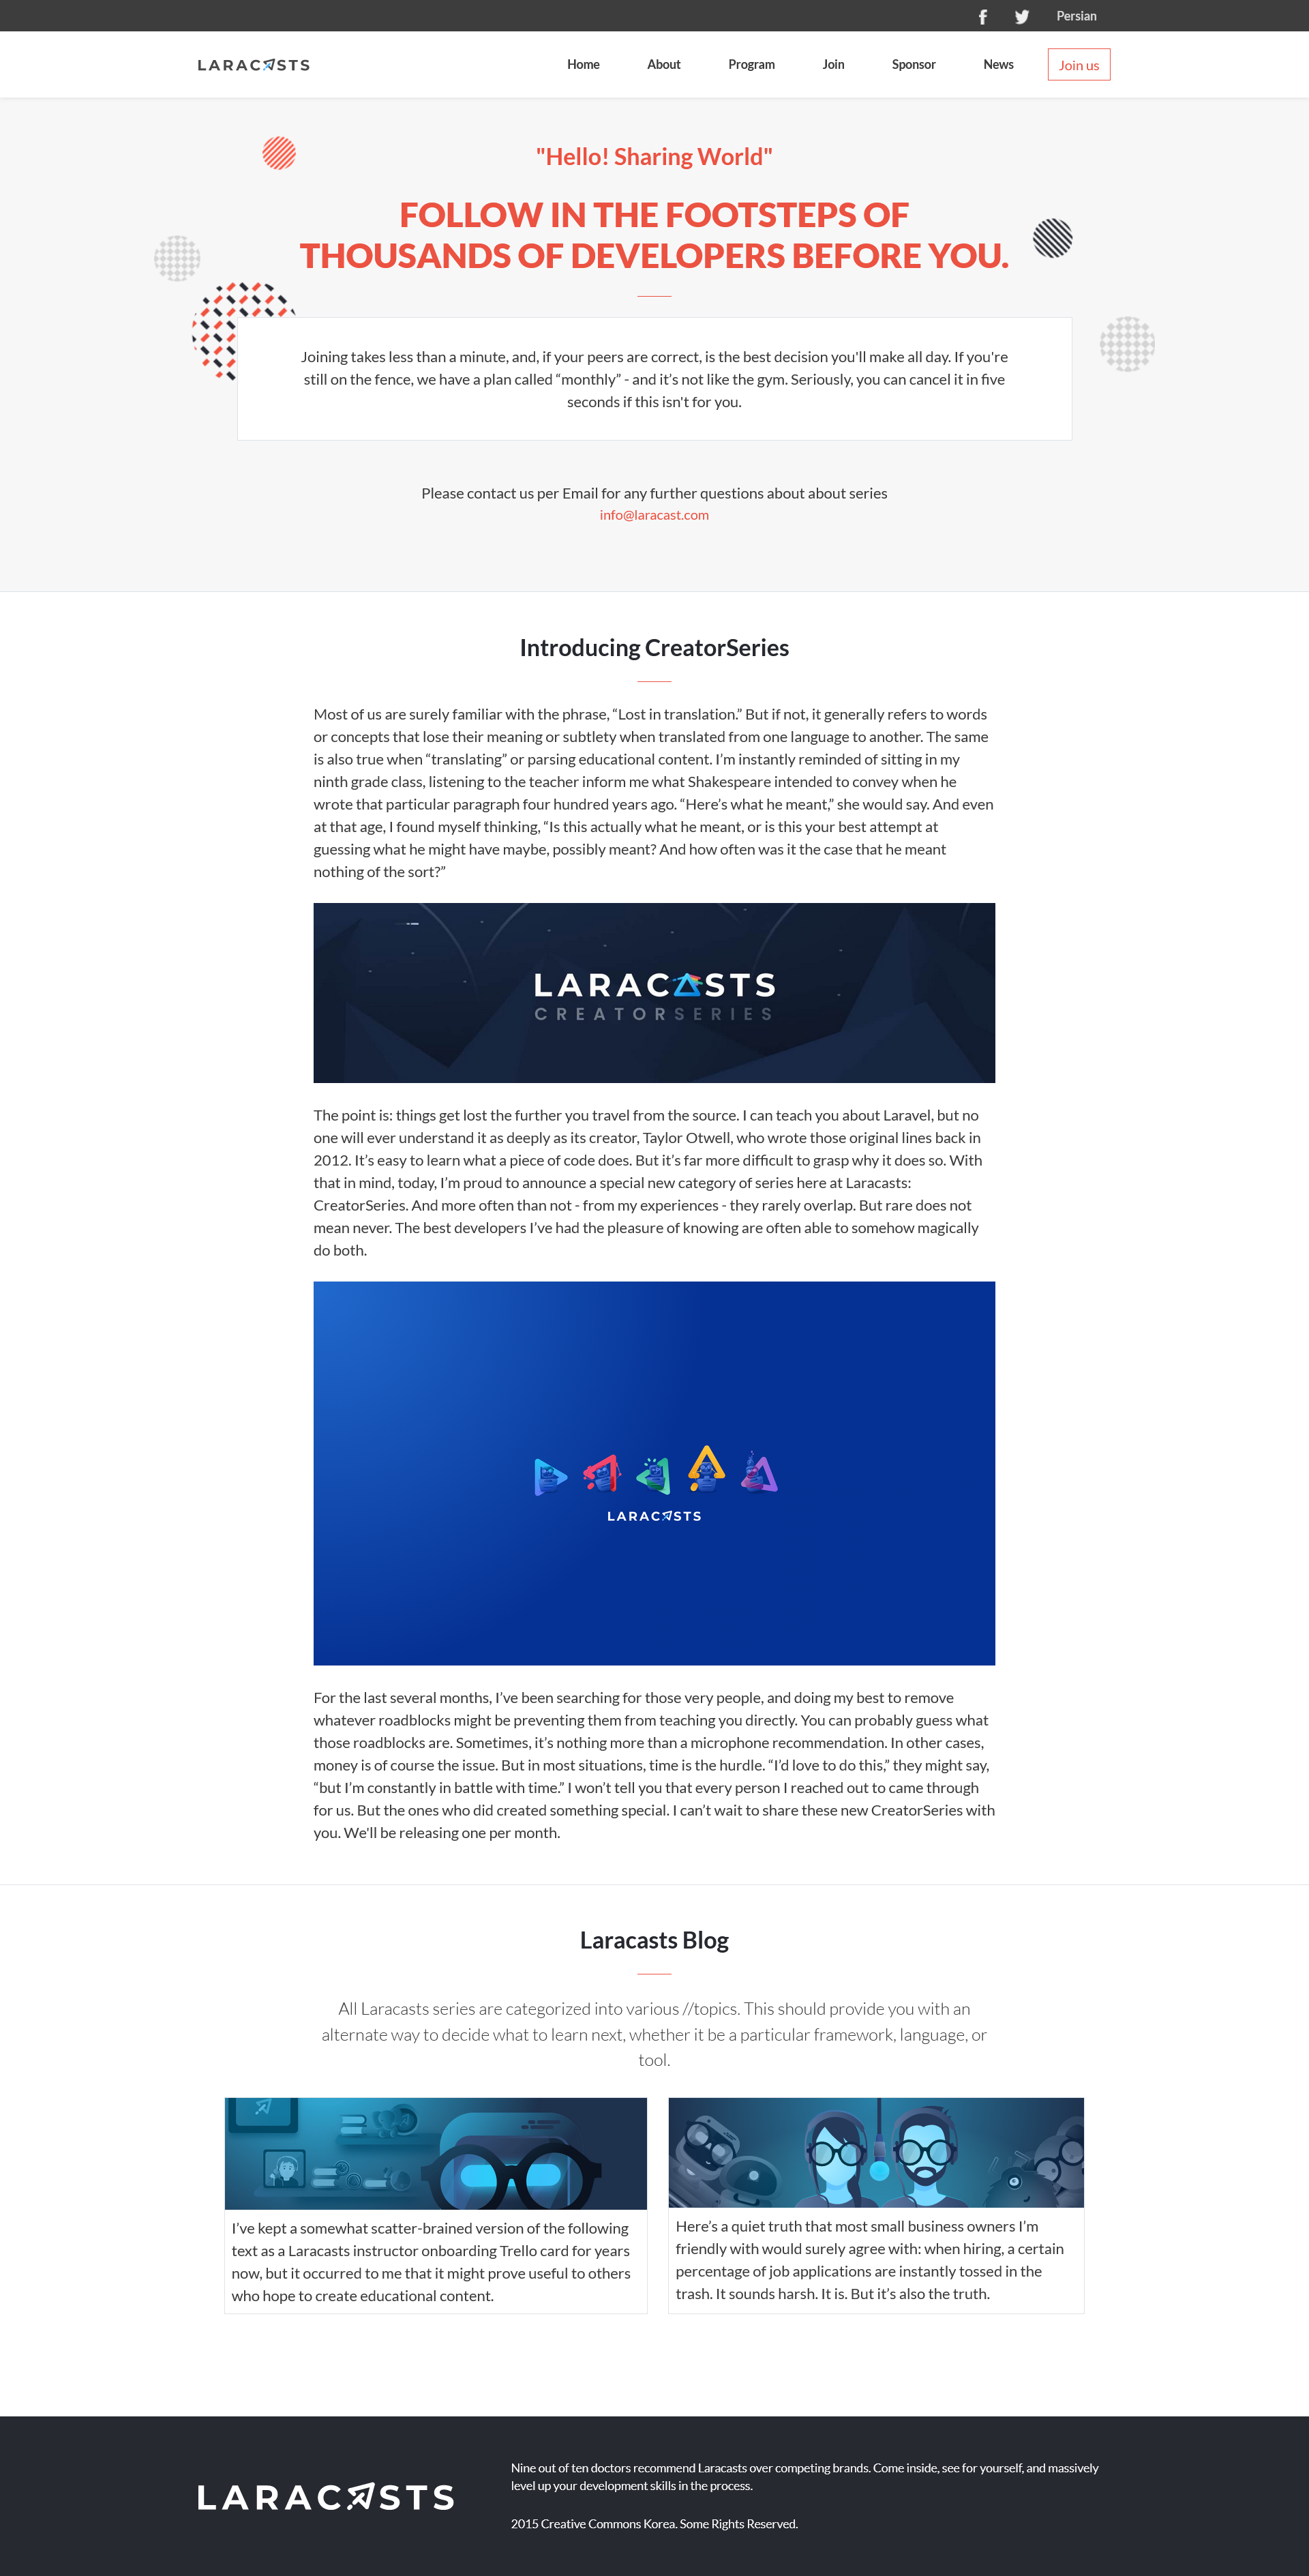 Persian
LARACASTS
Home About Program Join Sponsor News Join us
"Hello! Sharing World"
FOLLOW IN THE FOOTSTEPS OF
THOUSANDS OF DEVELOPERS BEFORE YOU.
Joining takes less than a minute, and, if your peers are correct, is the best decision you'll make all day. If you're
still on the fence, we have a plan called “monthly” - and it’s not like the gym. Seriously, you can cancel it in five
seconds if this isn't for you.
Please contact us per Email for any further questions about about series
info@laracast.com
Introducing CreatorSeries
Most of us are surely familiar with the phrase, “Lost in translation.” But if not, it generally refers to words
or concepts that lose their meaning or subtlety when translated from one language to another. The same
is also true when “translating” or parsing educational content. I’m instantly reminded of sitting in my
ninth grade class, listening to the teacher inform me what Shakespeare intended to convey when he
wrote that particular paragraph four hundred years ago. “Here’s what he meant,” she would say. And even
at that age, I found myself thinking, “Is this actually what he meant, or is this your best attempt at
guessing what he might have maybe, possibly meant? And how often was it the case that he meant
nothing of the sort?”
LARACASTS
CREATORSERIES
The point is: things get lost the further you travel from the source. I can teach you about Laravel, but no
one will ever understand it as deeply as its creator, Taylor Otwell, who wrote those original lines back in
2012. It’s easy to learn what a piece of code does. But it’s far more difficult to grasp why it does so. With
that in mind, today, I’m proud to announce a special new category of series here at Laracasts:
CreatorSeries. And more often than not - from my experiences - they rarely overlap. But rare does not
mean never. The best developers I’ve had the pleasure of knowing are often able to somehow magically
do both.
LARACASTS
For the last several months, I’ve been searching for those very people, and doing my best to remove
whatever roadblocks might be preventing them from teaching you directly. You can probably guess what
those roadblocks are. Sometimes, it’s nothing more than a microphone recommendation. In other cases,
money is of course the issue. But in most situations, time is the hurdle. “I’d love to do this,” they might say,
“but I’m constantly in battle with time.” I won’t tell you that every person I reached out to came through
for us. But the ones who did created something special. I can’t wait to share these new CreatorSeries with
you. We'll be releasing one per month.
Laracasts Blog
All Laracasts series are categorized into various //topics. This should provide you with an
alternate way to decide what to learn next, whether it be a particular framework, language, or
tool.
I’ve kept a somewhat scatter-brained version of the following
text as a Laracasts instructor onboarding Trello card for years
now, but it occurred to me that it might prove useful to others
who hope to create educational content.
Here’s a quiet truth that most small business owners I’m
friendly with would surely agree with: when hiring, a certain
percentage of job applications are instantly tossed in the
trash. It sounds harsh. It is. But it’s also the truth.
LARACASTS
Nine out of ten doctors recommend Laracasts over competing brands. Come inside, see for yourself, and massively
level up your development skills in the process.
2015 Creative Commons Korea. Some Rights Reserved.